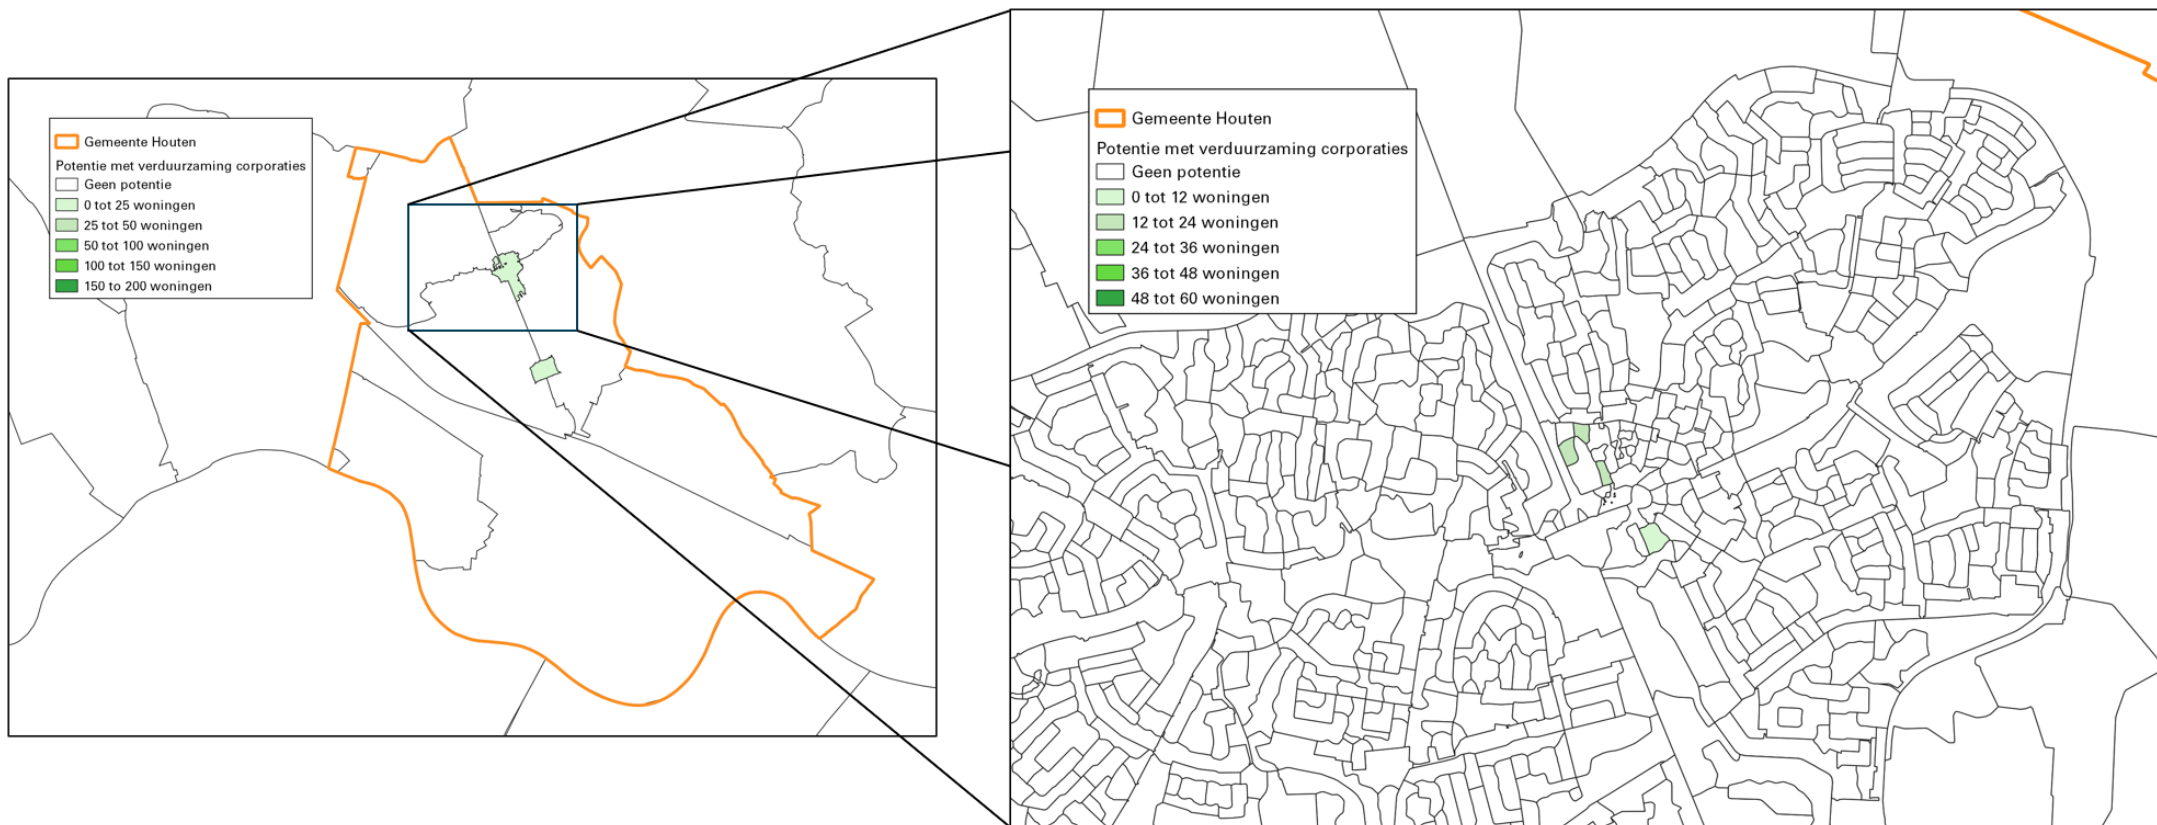 Gemeente Houten
Potentie met verduurzaming corporaties
Geen potentie
0 tot 25 woningen
25 tot 50 woningen
50 tot 100 woningen
100 tot 150 woningen
150 to 200 woningen
Gemeente Houten
Potentie met verduurzaming corporaties
Geen potentie
0 tot 12 woningen
12 tot 24 woningen
24 tot 36 woningen
36 tot 48 woningen
48 tot 60 woningen